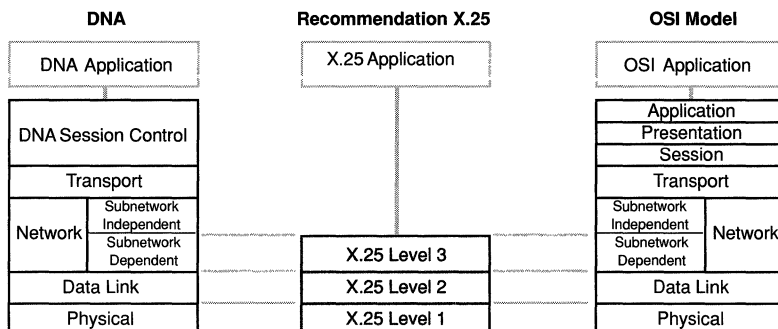 DNA
DNA Application
DNA Session Control
Transport
Network
Subnetwork
Independent
Subnetwork
Dependent
Data Link
Physical
Recommendation X.25
X.25 Application
X.25 Level 3
X.25 Level 2
X.25 Level 1
OSI Model
OSI Application
Application
Presentation
Session
Transport
Subnetwork
Independent
Subnetwork
Dependent
Network
Data Link
Physical